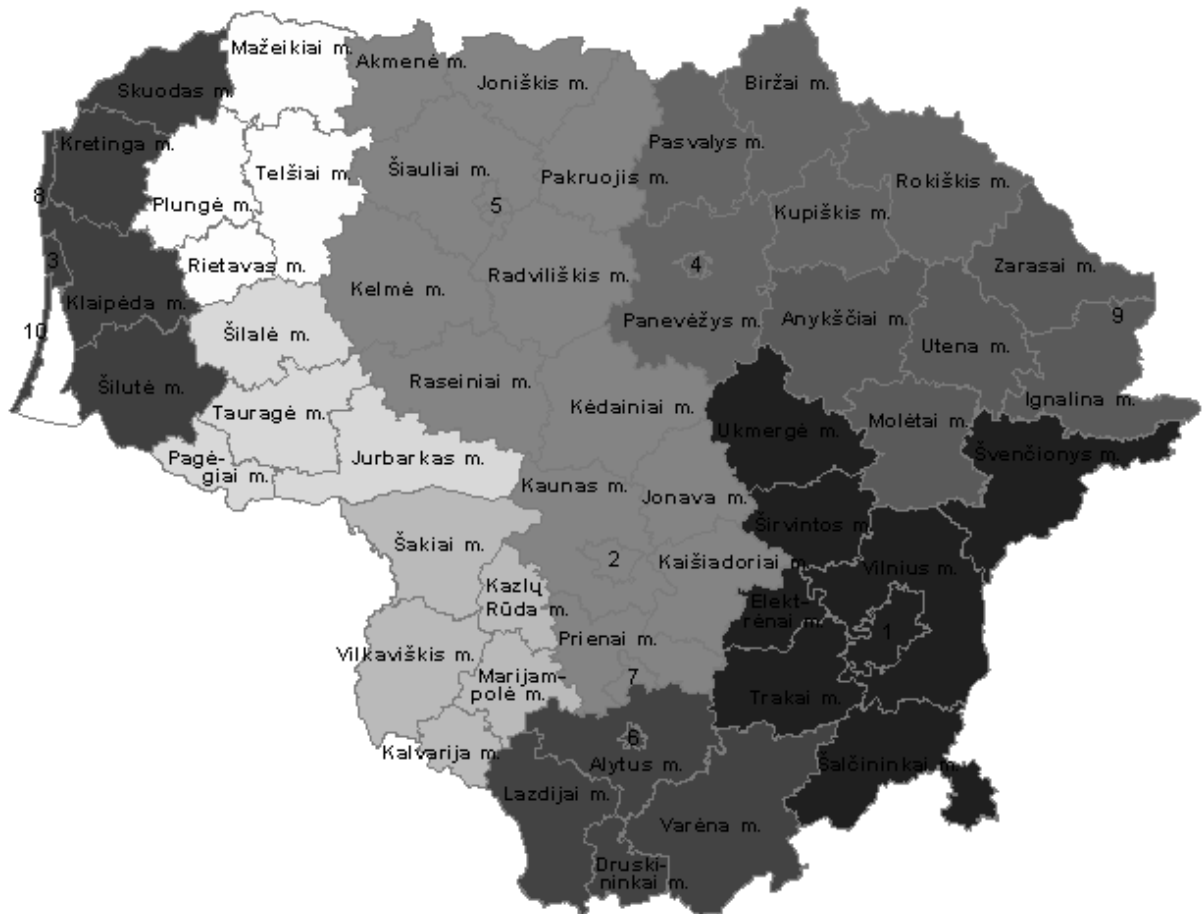 Mažeikiai m.
Akmenė m.
Joniškis m.
Biržai m.
Skuodas m.
Kretinga m.
Pasvalys m.
Telšiai m.
Šiauliai m.
Pakruojis m.
Rokiškis m.
8
Plungė m.
5
Kupiškis m.
3
Rietavas m.
4
Zarasai m.
Radviliškis m.
Kelmė m.
Klaipėda m.
10
Šilalė m.
Panevėžys m.
Anykščiai m.
9
Utena m.
Šilutė m.
Raseiniai m.
Tauragė m.
Kėdainiai m.
Ignalina m.
Ukmergė m.
Molėtai m.
Pagė-
giai m.
Jurbarkas m.
Švenčionys m.
Kaunas m.
Jonava m.
Širvintos m
Šakiai m.
2
Kaišiadoriai m.
Vilnius m.
Kazlų
Rūda m.
Elekt-
rėnai m.
Prienai m.
1
Vilkaviškis m.
Marijam-
polė m.
7
Trakai m.
Kalvarija m.
6
Alytus m.
Šalčininkai m.
Lazdijai m.
Varėna m.
Druski-
ninkai m.